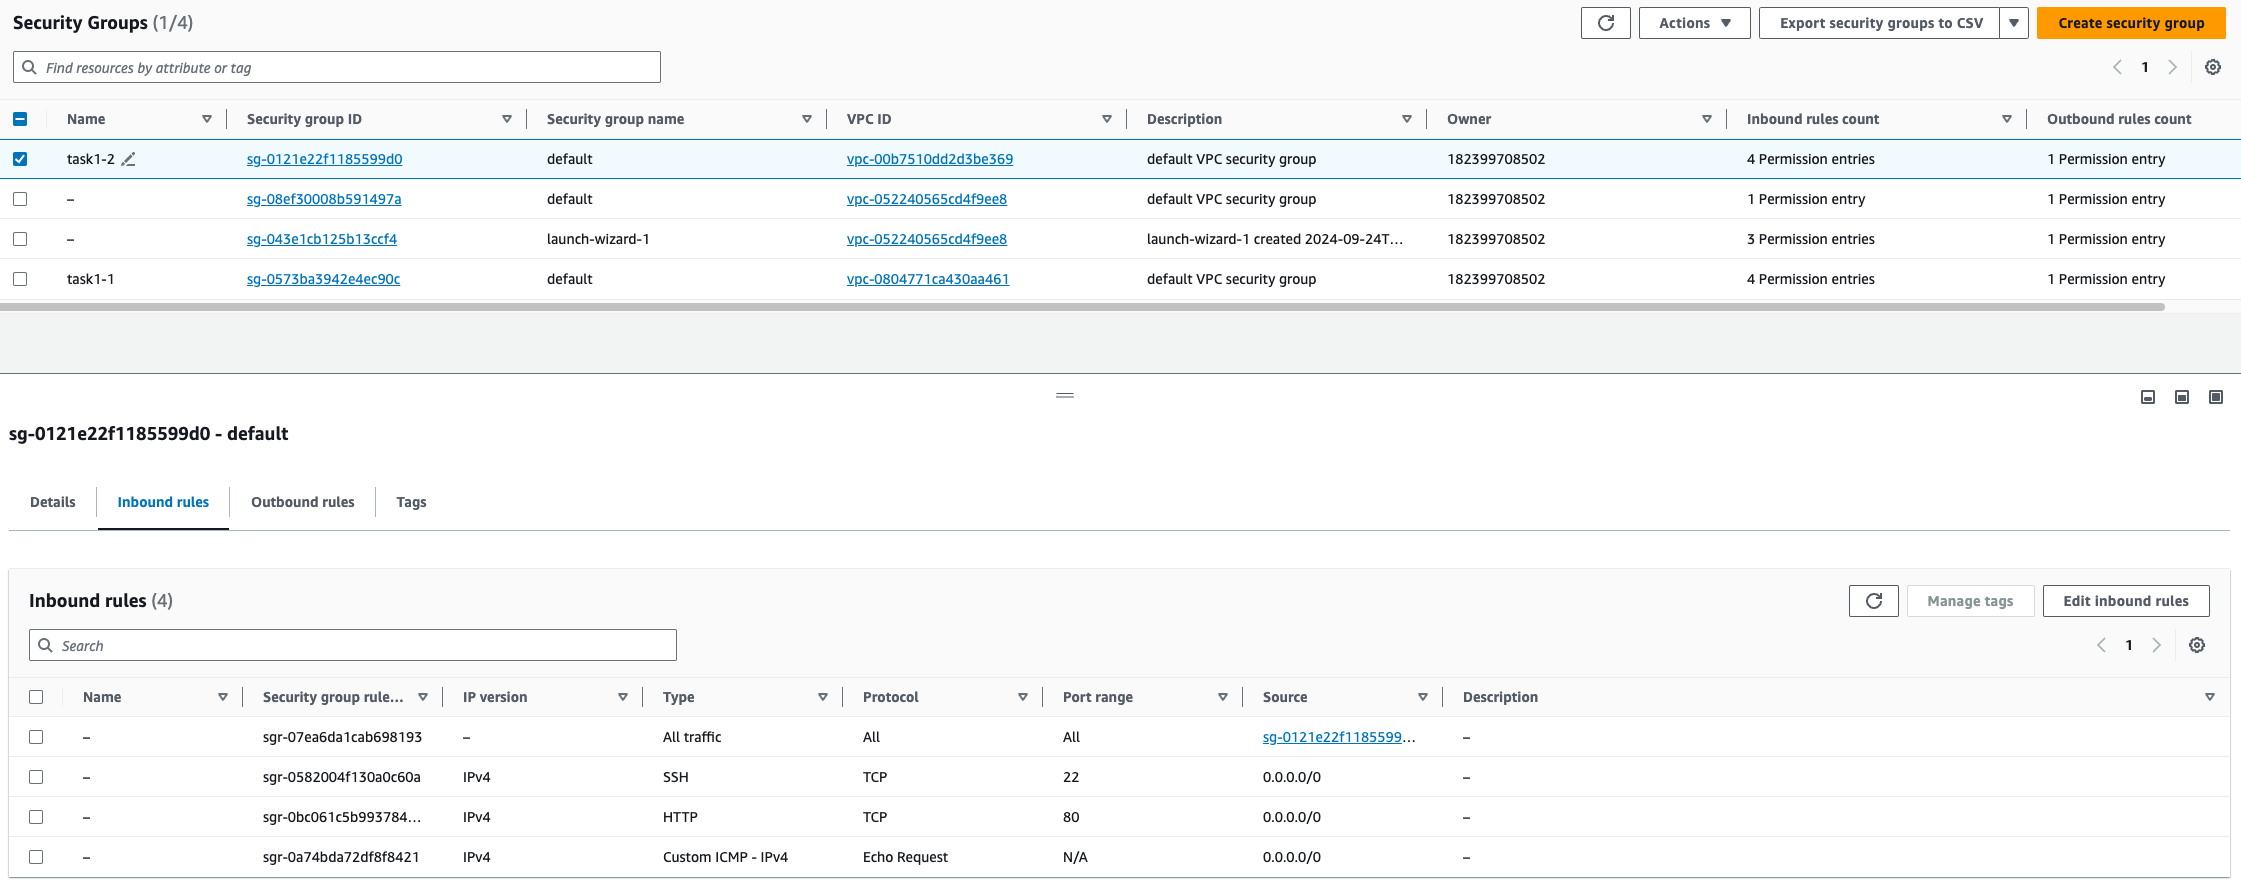 Security Groups (1/4)
Actions
Export security groups to CSV
Create security group
Find resources by attribute or tag
1
Name Security group ID Security group name VPC ID Description Owner Inbound rules count Outbound rules count
task1-2 sg-0121e22f1185599d0 default vpc-00b7510dd2d3be369 default VPC security group 182399708502 4 Permission entries 1 Permission entry
– sg-08ef30008b591497a default vpc-052240565cd4f9ee8 default VPC security group 182399708502 1 Permission entry 1 Permission entry
– sg-043e1cb125b13ccf4 launch-wizard-1 vpc-052240565cd4f9ee8 launch-wizard-1 created 2024-09-24T... 182399708502 3 Permission entries 1 Permission entry
task1-1 sg-0573ba3942e4ec90c default vpc-0804771ca430aa461 default VPC security group 182399708502 4 Permission entries 1 Permission entry
sg-0121e22f1185599d0 - default
Details Inbound rules Outbound rules Tags
Inbound rules (4)
Manage tags
Edit inbound rules
Search
1
Name Security group rule... IP version Type Protocol Port range Source Description
– sgr-07ea6da1cab698193 – All traffic All All sg-0121e22f1185599... –
– sgr-0582004f130a0c60a IPv4 SSH TCP 22 0.0.0.0/0 –
– sgr-0bc061c5b993784... IPv4 HTTP TCP 80 0.0.0.0/0 –
– sgr-0a74bda72df8f8421 IPv4 Custom ICMP - IPv4 Echo Request N/A 0.0.0.0/0 –